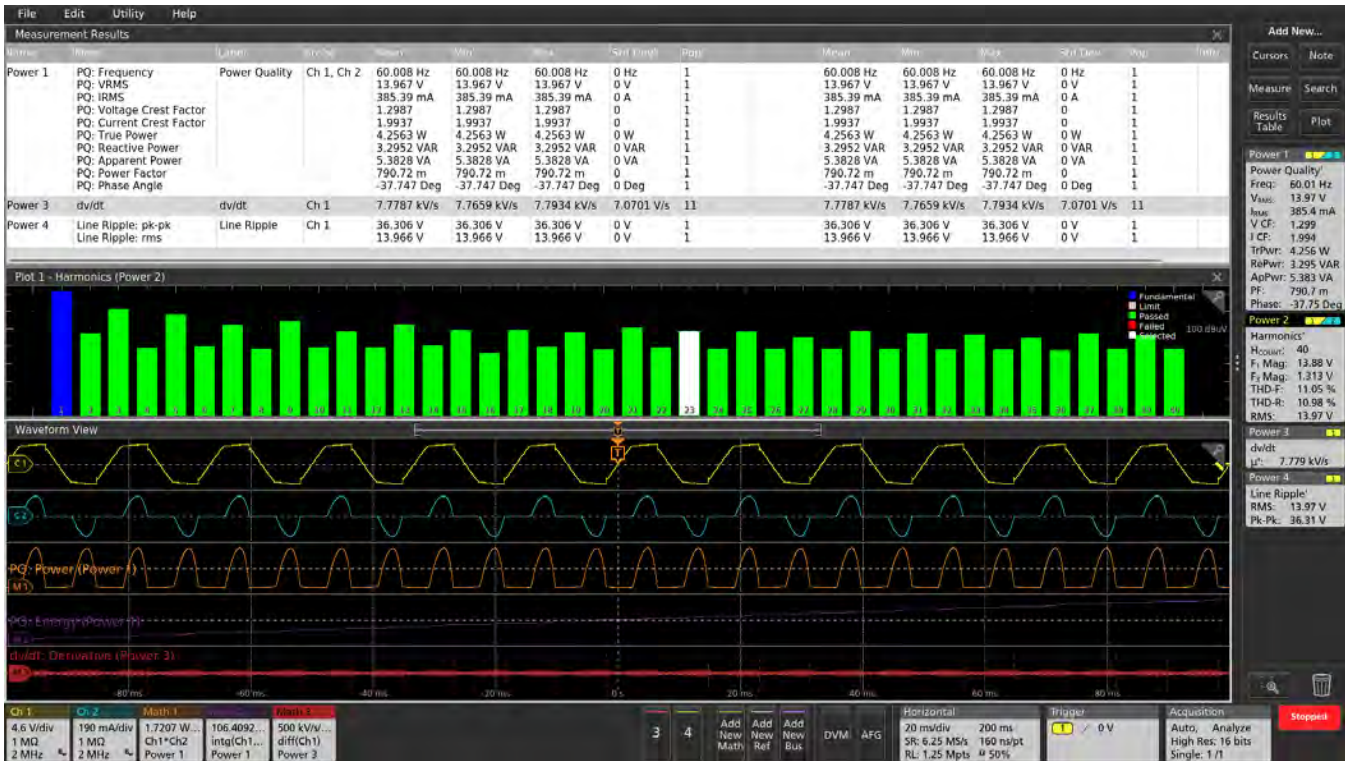 File Edit Utility Help
Measurement Results
Mean Min Max Std Dev Pop
Power 1 PQ: Frequency Power Quality Ch 1, Ch 2 60.008 Hz 60.008 Hz 60.008 Hz 0 Hz 1 60.008 Hz 60.008 Hz 60.008 Hz 0 Hz 1
PQ: VRMS 13.967 V 13.967 V 13.967 V 0 V 1 13.967 V 13.967 V 13.967 V 0 V 1
PQ: IRMS 385.39 mA 385.39 mA 385.39 mA 0 A 1 385.39 mA 385.39 mA 385.39 mA 0 A 1
PQ: Voltage Crest Factor 1.2987 1.2987 1.2987 0 1 1.2987 1.2987 1.2987 0 1
PQ: Current Crest Factor 1.9937 1.9937 1.9937 0 1 1.9937 1.9937 1.9937 0 1
PQ: True Power 4.2563 W 4.2563 W 4.2563 W 0 W 1 4.2563 W 4.2563 W 4.2563 W 0 W 1
PQ: Reactive Power 3.2952 VAR 3.2952 VAR 3.2952 VAR 0 VAR 1 3.2952 VAR 3.2952 VAR 3.2952 VAR 0 VAR 1
PQ: Apparent Power 5.3828 VA 5.3828 VA 5.3828 VA 0 VA 1 5.3828 VA 5.3828 VA 5.3828 VA 0 VA 1
PQ: Power Factor 790.72 m 790.72 m 790.72 m 0 1 790.72 m 790.72 m 790.72 m 0 1
PQ: Phase Angle -37.747 Deg -37.747 Deg -37.747 Deg 0 Deg 1 -37.747 Deg -37.747 Deg -37.747 Deg 0 Deg 1
Power 3 dv/dt dv/dt Ch 1 7.7787 kV/s 7.7659 kV/s 7.7934 kV/s 7.0701 V/s 11 7.7787 kV/s 7.7659 kV/s 7.7934 kV/s 7.0701 V/s 11
Power 4 Line Ripple: pk-pk Line Ripple Ch 1 36.306 V 36.306 V 36.306 V 0 V 1 36.306 V 36.306 V 36.306 V 0 V 1
Line Ripple: rms 13.966 V 13.966 V 13.966 V 0 V 1 13.966 V 13.966 V 13.966 V 0 V 1
Plot 1 - Harmonics (Power 2)
Fundamental
Limit
Passed
Failed
Selected
100 dBuV
23
Waveform View
C 1
T
C 2
PQ: Power (Power 1)
M 1
PQ: Energy (Power 1)
dv/dt: Derivative (Power 3)
-80 ms -60 ms -40 ms -20 ms 0 s 20 ms 40 ms 60 ms 80 ms
Add New...
Cursors Note
Measure Search
Results Table Plot
Power 1
Power Quality'
Freq: 60.01 Hz
VRMS: 13.97 V
IRMS: 385.4 mA
V CF: 1.299
I CF: 1.994
TrPwr: 4.256 W
RePwr: 3.295 VAR
ApPwr: 5.383 VA
PF: 790.7 m
Phase: -37.75 Deg
Power 2
Harmonics'
HCOUNT: 40
F1 Mag: 13.88 V
F3 Mag: 1.313 V
THD-F: 11.05 %
THD-R: 10.98 %
RMS: 13.97 V
Power 3
dv/dt
µ': 7.779 kV/s
Power 4
Line Ripple'
RMS: 13.97 V
Pk-Pk: 36.31 V
Ch 1
4.6 V/div
1 MΩ
2 MHz
Ch 2
190 mA/div
1 MΩ
2 MHz
Math 1
1.7207 W...
Ch1*Ch2
Power 1
106.4092...
intg(Ch1...
Power 1
Math 3
500 kV/s/...
diff(Ch1)
Power 3
3 4
Add New Math
Add New Ref
Add New Bus
DVM AFG
Horizontal
20 ms/div 200 ms
SR: 6.25 MS/s 160 ns/pt
RL: 1.25 Mpts 50%
Trigger
1 0 V
Acquisition
Auto, Analyze
High Res: 16 bits
Single: 1 /1
Stopped